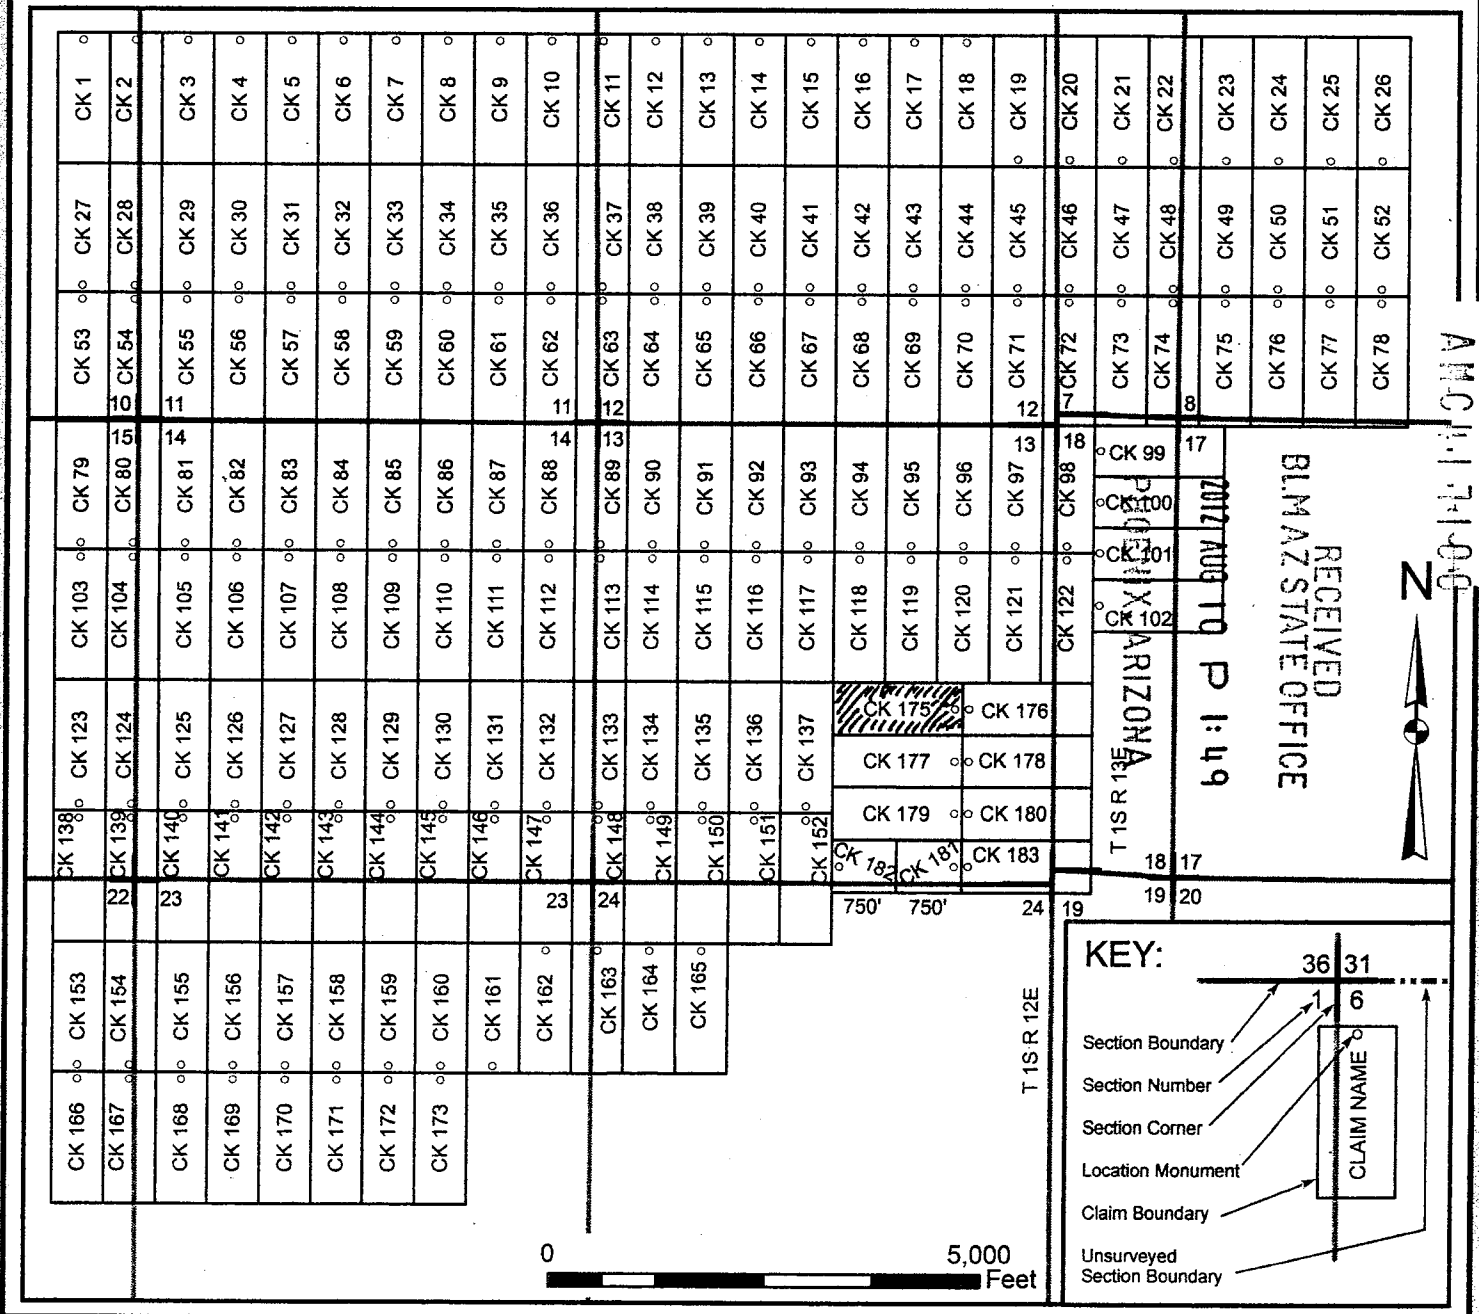 CK 1 CK 2 CK 3 CK 4 CK 5 CK 6 CK 7 CK 8 CK 9 CK 10 CK 11 CK 12 CK 13 CK 14 CK 15 CK 16 CK 17 CK 18 CK 19 CK 20 CK 21 CK 22 CK 23 CK 24 CK 25 CK 26
CK 27 CK 28 CK 29 CK 30 CK 31 CK 32 CK 33 CK 34 CK 35 CK 36 CK 37 CK 38 CK 39 CK 40 CK 41 CK 42 CK 43 CK 44 CK 45 CK 46 CK 47 CK 48 CK 49 CK 50 CK 51 CK 52
CK 53 CK 54 CK 55 CK 56 CK 57 CK 58 CK 59 CK 60 CK 61 CK 62 CK 63 CK 64 CK 65 CK 66 CK 67 CK 68 CK 69 CK 70 CK 71 CK 72 CK 73 CK 74 CK 75 CK 76 CK 77 CK 78
10 11 11 12 12 7 8
15 14 14 13 13 18 17
CK 79 CK 80 CK 81 CK 82 CK 83 CK 84 CK 85 CK 86 CK 87 CK 88 CK 89 CK 90 CK 91 CK 92 CK 93 CK 94 CK 95 CK 96 CK 97 CK 98
CK 99
CK 100
CK 101
CK 102
CK 103 CK 104 CK 105 CK 106 CK 107 CK 108 CK 109 CK 110 CK 111 CK 112 CK 113 CK 114 CK 115 CK 116 CK 117 CK 118 CK 119 CK 120 CK 121 CK 122
CK 123 CK 124 CK 125 CK 126 CK 127 CK 128 CK 129 CK 130 CK 131 CK 132 CK 133 CK 134 CK 135 CK 136 CK 137
CK 175 CK 176
CK 177 CK 178
CK 179 CK 180
CK 182 CK 181 CK 183
CK 138 CK 139 CK 140 CK 141 CK 142 CK 143 CK 144 CK 145 CK 146 CK 147 CK 148 CK 149 CK 150 CK 151 CK 152
18 17
22 23 23 24 750' 750' 24 19 19 20
CK 153 CK 154 CK 155 CK 156 CK 157 CK 158 CK 159 CK 160 CK 161 CK 162 CK 163 CK 164 CK 165
CK 166 CK 167 CK 168 CK 169 CK 170 CK 171 CK 172 CK 173
T 1S R 13E
T 1S R 12E
RECEIVED
BLM AZ STATE OFFICE
2012 AUG 10 P 1:49
PHOENIX, ARIZONA
N
KEY:
36 31
1 6
Section Boundary
Section Number
Section Corner
Location Monument
Claim Boundary
Unsurveyed
Section Boundary
CLAIM NAME
0 5,000
Feet